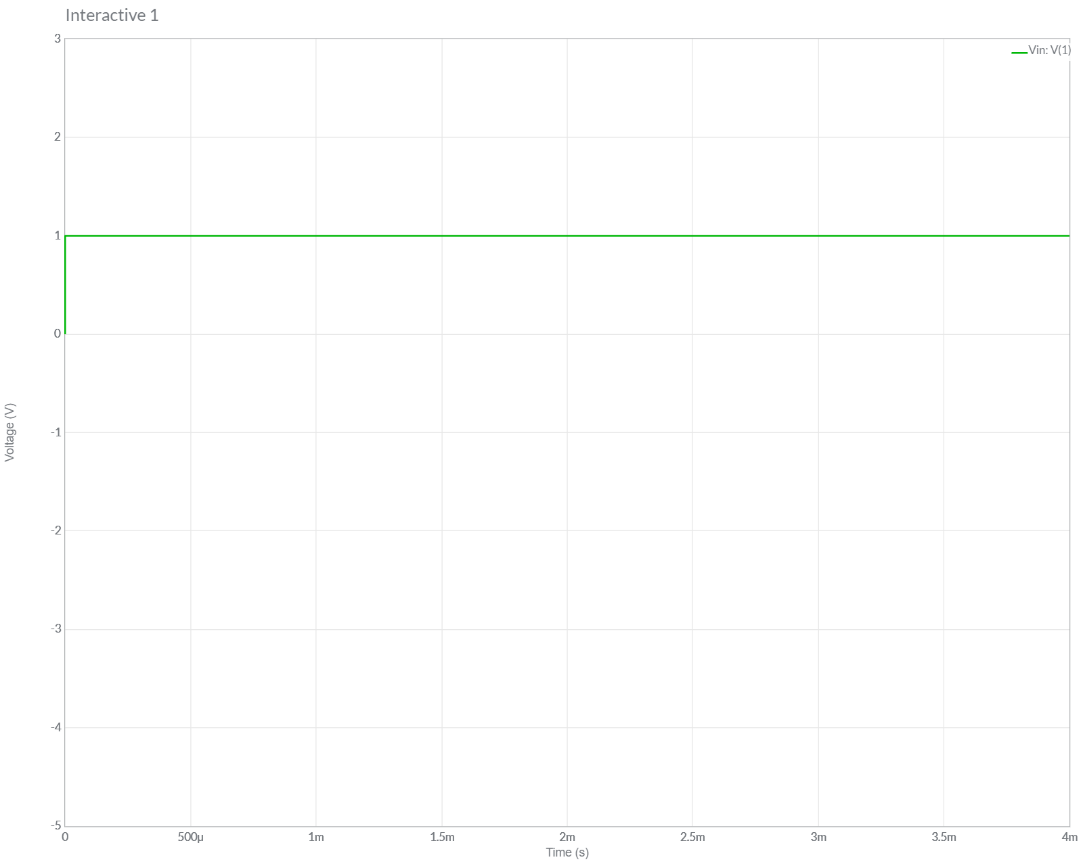 Interactive 1
Vin: V(1)
3
2
1
0
-1
-2
-3
-4
-5
Voltage (V)
0 500µ 1m 1.5m 2m 2.5m 3m 3.5m 4m
Time (s)